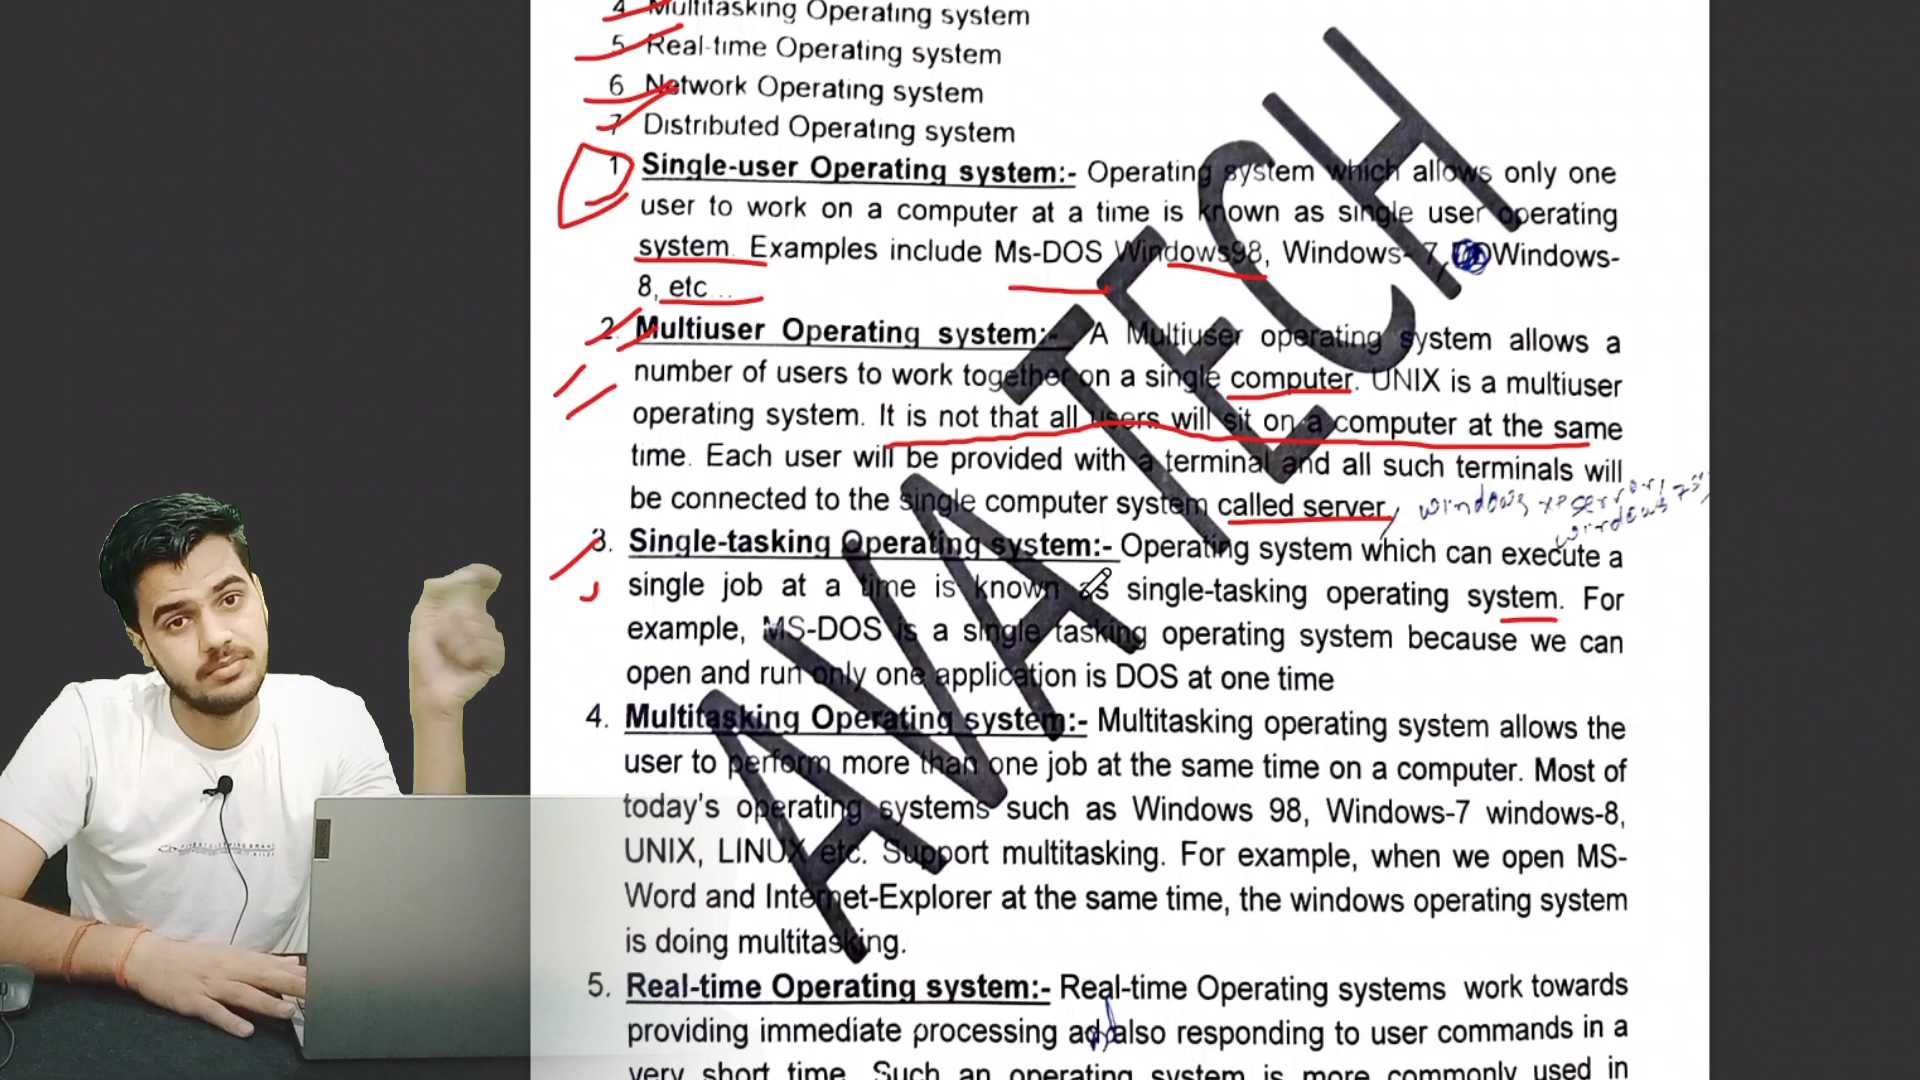 4 Multitasking Operating system
5 Real-time Operating system
6 Network Operating system
7 Distributed Operating system
1 Single-user Operating system:- Operating system which allows only one
user to work on a computer at a time is known as single user operating
system. Examples include Ms-DOS Windows98, Windows- 7, Windows-
8, etc...
2. Multiuser Operating system:- A Multiuser operating system allows a
number of users to work together on a single computer. UNIX is a multiuser
operating system. It is not that all users will sit on a computer at the same
time. Each user will be provided with a terminal and all such terminals will
be connected to the single computer system called server, windows xp
windows 7
3. Single-tasking Operating system:- Operating system which can execute a
single job at a time is known as single-tasking operating system. For
example, MS-DOS is a single tasking operating system because we can
open and run only one application is DOS at one time
4. Multitasking Operating system:- Multitasking operating system allows the
user to perform more than one job at the same time on a computer. Most of
today's operating systems such as Windows 98, Windows-7 windows-8,
UNIX, LINUX etc. Support multitasking. For example, when we open MS-
Word and Internet-Explorer at the same time, the windows operating system
is doing multitasking.
5. Real-time Operating system:- Real-time Operating systems work towards
providing immediate processing ad also responding to user commands in a
very short time. Such an operating system is more commonly used in
AVATECH